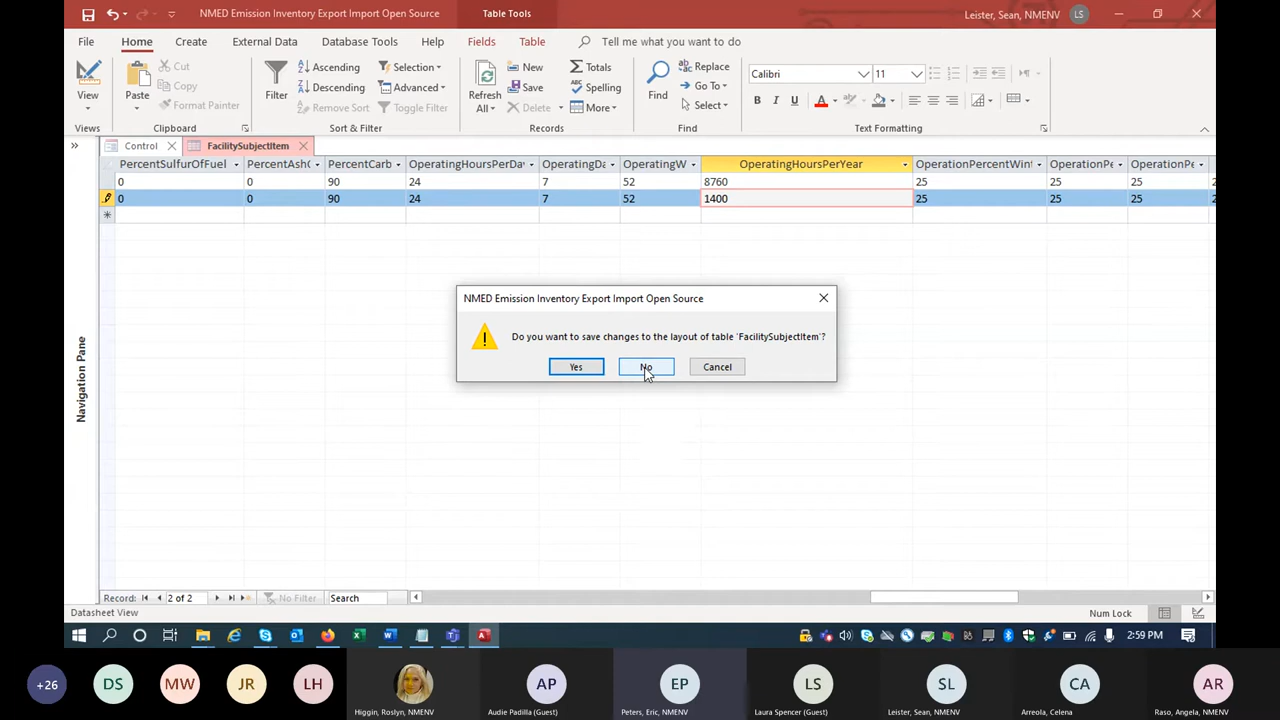 NMED Emission Inventory Export Import Open Source
Table Tools
Leister, Sean, NMENV
LS
File Home Create External Data Database Tools Help Fields Table Tell me what you want to do
View
Views
Paste
Cut
Copy
Format Painter
Clipboard
Filter
Ascending
Descending
Remove Sort
Selection
Advanced
Toggle Filter
Sort & Filter
Refresh All
New
Save
Delete
Totals
Spelling
More
Records
Find
Replace
Go To
Select
Find
Calibri 11
B I U A
Text Formatting
Control FacilitySubjectItem
PercentSulfurOfFuel PercentAsh PercentCarb OperatingHoursPerDa OperatingDa OperatingW OperatingHoursPerYear OperationPercentWint OperationPe OperationPe
0 0 90 24 7 52 8760 25 25 25 2
0 0 90 24 7 52 1400 25 25 25 2
Navigation Pane
NMED Emission Inventory Export Import Open Source
Do you want to save changes to the layout of table 'FacilitySubjectItem'?
Yes No Cancel
Record: 2 of 2 No Filter Search
Datasheet View
Num Lock
2:59 PM
+26 DS MW JR LH AP EP LS SL CA AR
Higgin, Roslyn, NMENV
Audie Padilla (Guest)
Peters, Eric, NMENV
Laura Spencer (Guest)
Leister, Sean, NMENV
Arreola, Celena
Raso, Angela, NMENV